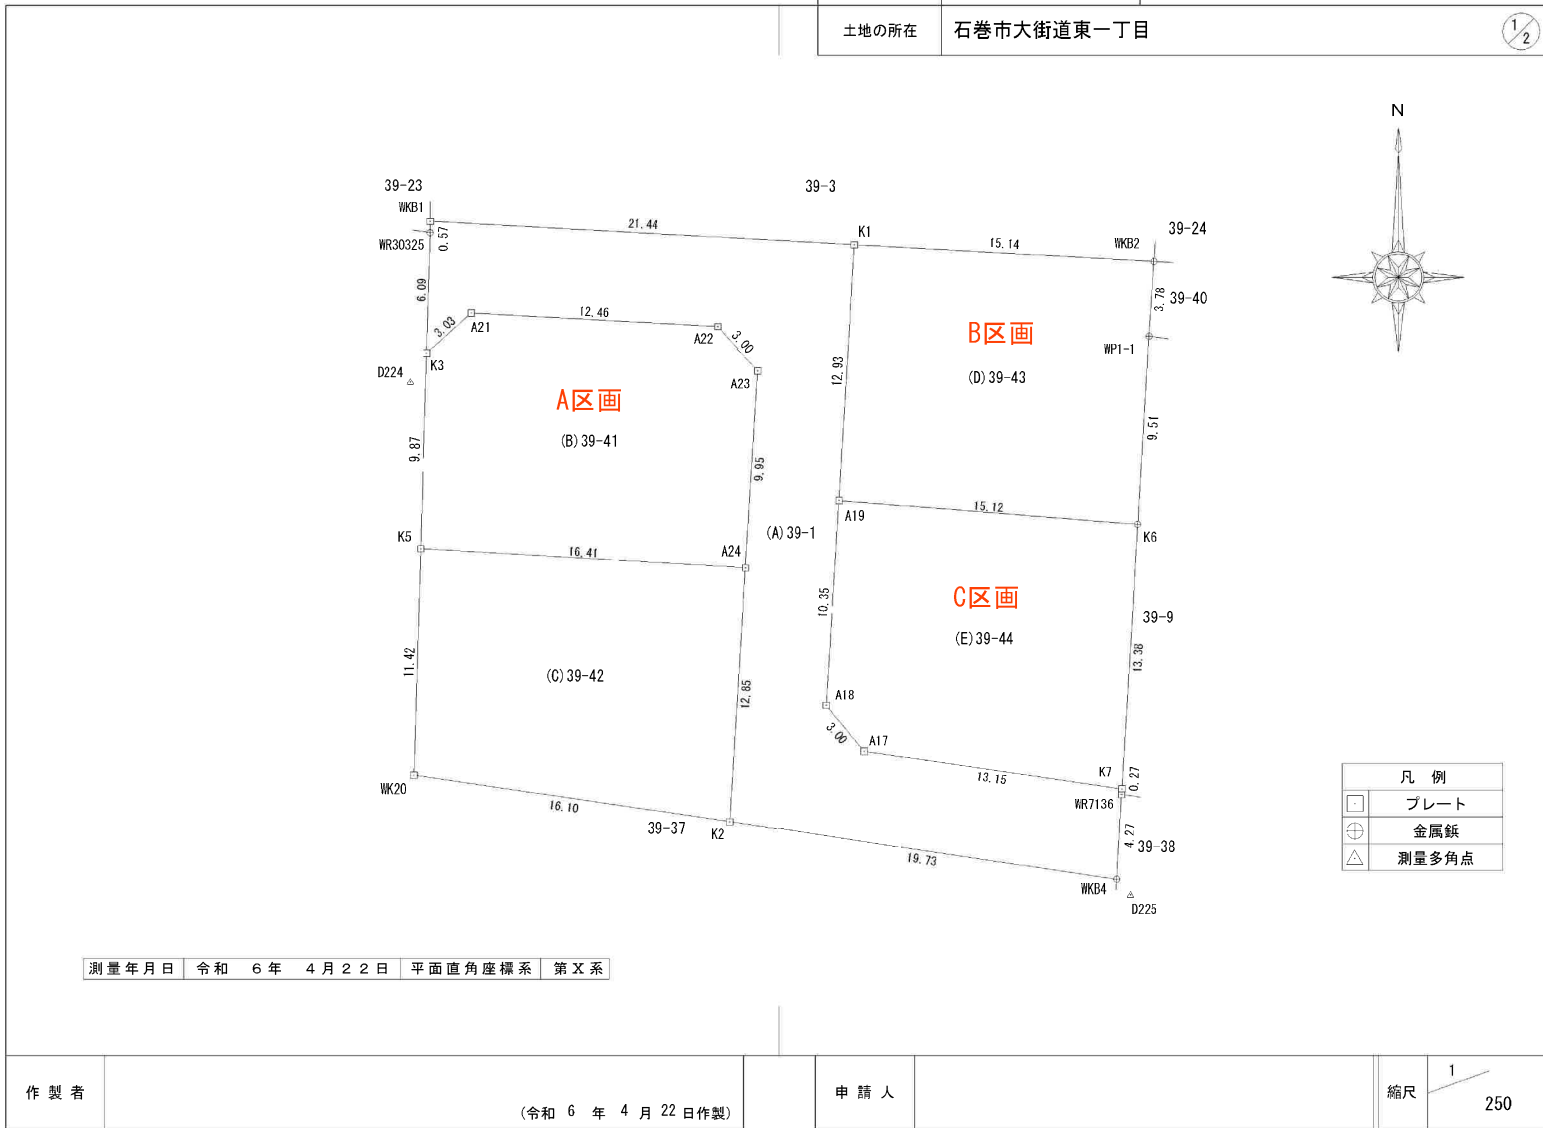 土地の所在
石巻市大街道東一丁目
1/2
N
39-23
39-3
39-24
WKB1
21.44
K1
15.14
WKB2
WR30325
0.57
6.09
3.78
39-40
3.03
A21
12.46
A22
3.00
A23
K3
D224
WP1-1
B区画
(D)39-43
12.93
A区画
(B)39-41
9.87
9.95
9.51
A19
15.12
K6
(A)39-1
K5
16.41
A24
10.35
C区画
(E)39-44
39-9
13.38
11.42
(C)39-42
12.85
A18
3.00
A17
13.15
K7
0.27
WR7136
WK20
16.10
39-37
K2
19.73
4.27
39-38
WKB4
D225
凡 例
プレート
金属鋲
測量多角点
測量年月日 令和 6年 4月22日 平面直角座標系 第X系
作製者
(令和 6 年 4 月 22 日作製)
申請人
縮尺
1/250